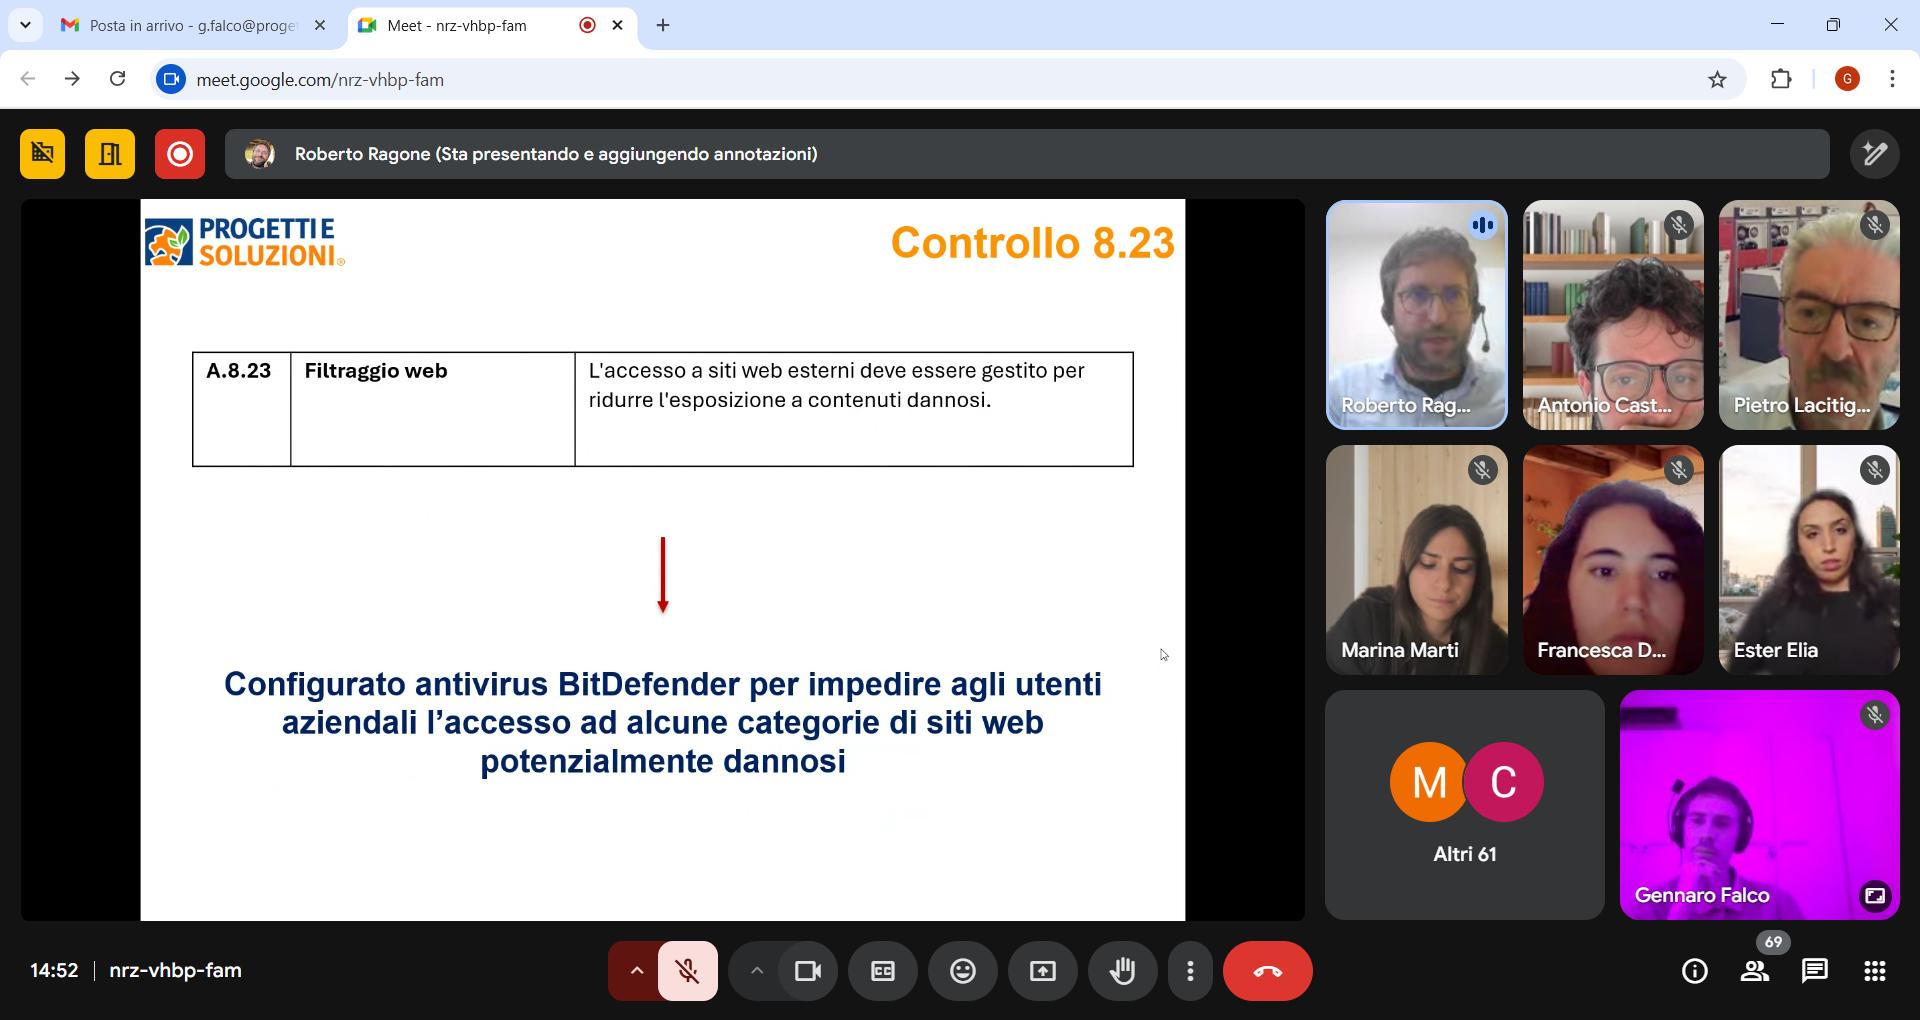 Posta in arrivo - g.falco@proget
Meet - nrz-vhbp-fam
meet.google.com/nrz-vhbp-fam
G
Roberto Ragone (Sta presentando e aggiungendo annotazioni)
PROGETTI E
SOLUZIONI®
Controllo 8.23
A.8.23
Filtraggio web
L'accesso a siti web esterni deve essere gestito per
ridurre l'esposizione a contenuti dannosi.
Configurato antivirus BitDefender per impedire agli utenti
aziendali l’accesso ad alcune categorie di siti web
potenzialmente dannosi
Roberto Rag...
Antonio Cast...
Pietro Lacitig...
Marina Marti
Francesca D...
Ester Elia
M
C
Altri 61
Gennaro Falco
14:52
nrz-vhbp-fam
CC
69